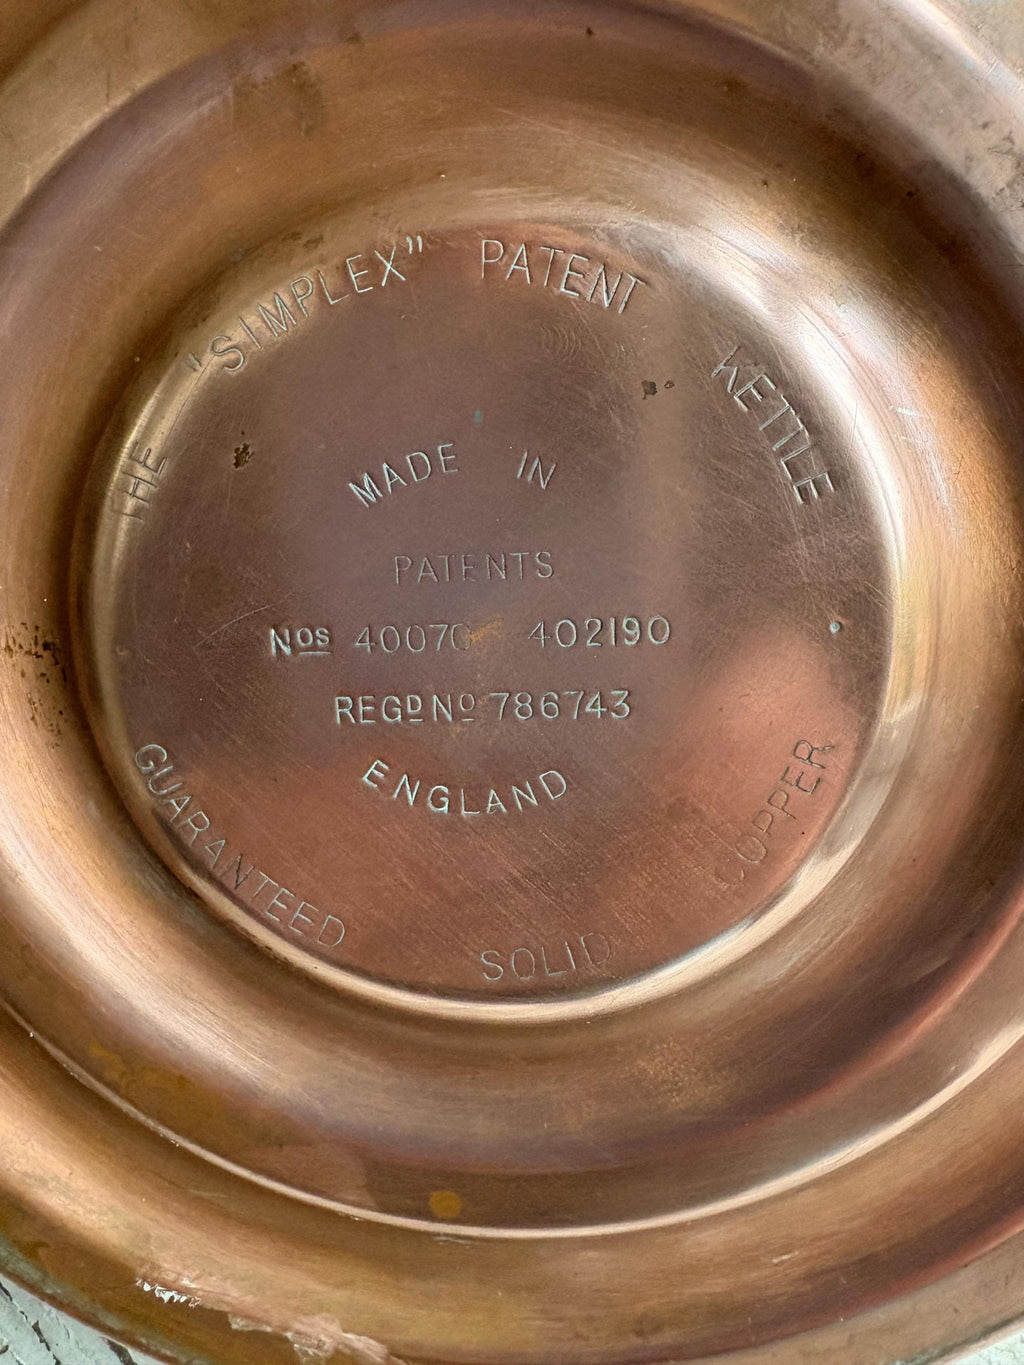 THE "SIMPLEX" PATENT KETTLE
MADE IN
PATENTS
Nos 40070 402190
REGD No 786743
ENGLAND
GUARANTEED SOLID COPPER